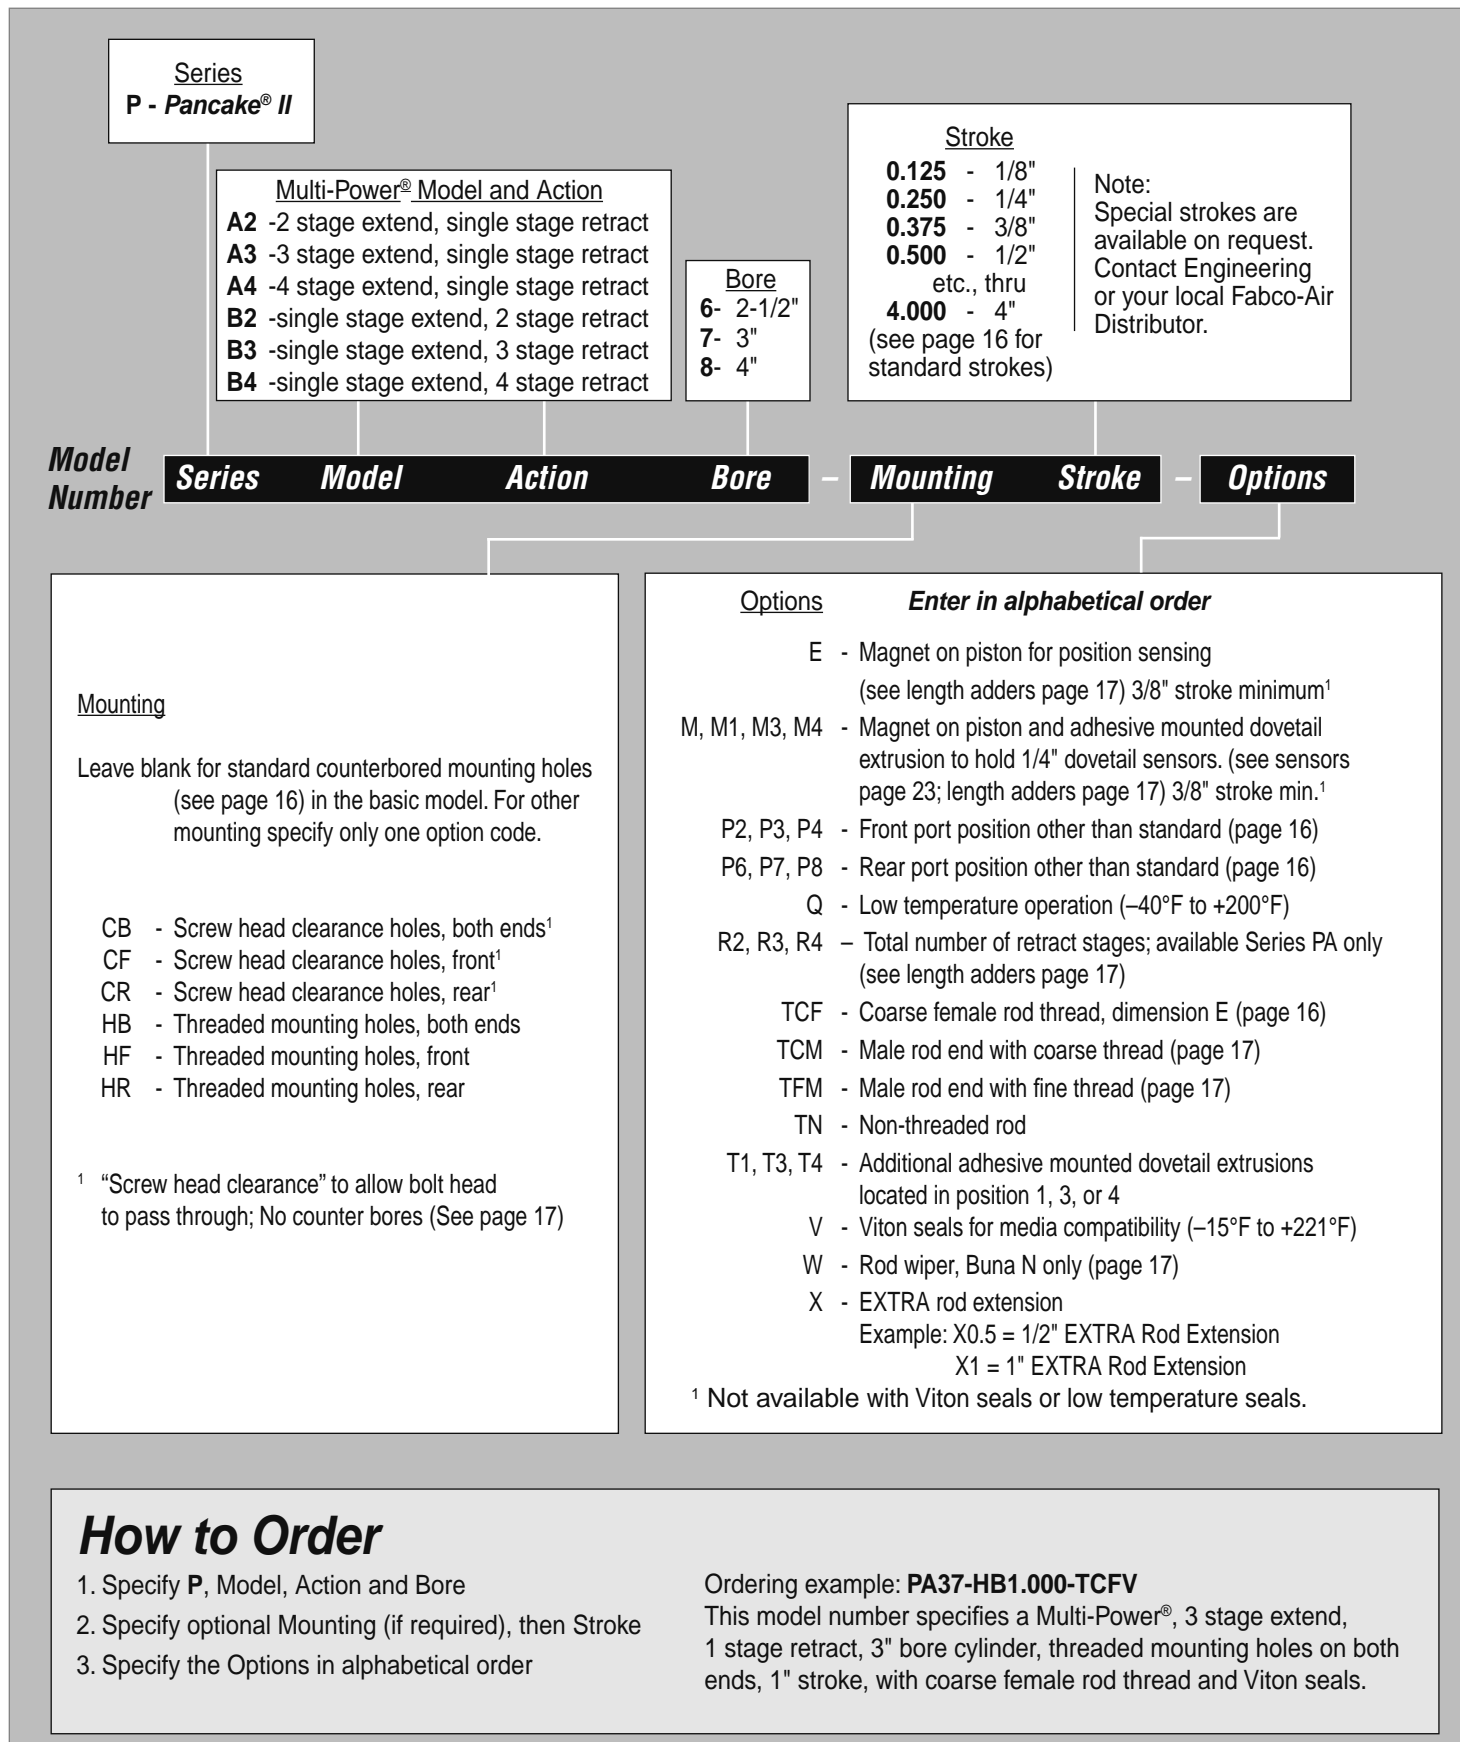 Series
P - Pancake® II
Multi-Power® Model and Action
A2 -2 stage extend, single stage retract
A3 -3 stage extend, single stage retract
A4 -4 stage extend, single stage retract
B2 -single stage extend, 2 stage retract
B3 -single stage extend, 3 stage retract
B4 -single stage extend, 4 stage retract
Bore
6- 2-1/2"
7- 3"
8- 4"
Stroke
0.125 - 1/8"
0.250 - 1/4"
0.375 - 3/8"
0.500 - 1/2"
etc., thru
4.000 - 4"
(see page 16 for
standard strokes)
Note:
Special strokes are
available on request.
Contact Engineering
or your local Fabco-Air
Distributor.
Model
Number
Series Model Action Bore – Mounting Stroke – Options
Mounting
Leave blank for standard counterbored mounting holes
(see page 16) in the basic model. For other
mounting specify only one option code.
CB - Screw head clearance holes, both ends¹
CF - Screw head clearance holes, front¹
CR - Screw head clearance holes, rear¹
HB - Threaded mounting holes, both ends
HF - Threaded mounting holes, front
HR - Threaded mounting holes, rear
¹ “Screw head clearance” to allow bolt head
to pass through; No counter bores (See page 17)
Options Enter in alphabetical order
E - Magnet on piston for position sensing
(see length adders page 17) 3/8" stroke minimum¹
M, M1, M3, M4 - Magnet on piston and adhesive mounted dovetail
extrusion to hold 1/4" dovetail sensors. (see sensors
page 23; length adders page 17) 3/8" stroke min.¹
P2, P3, P4 - Front port position other than standard (page 16)
P6, P7, P8 - Rear port position other than standard (page 16)
Q - Low temperature operation (–40°F to +200°F)
R2, R3, R4 – Total number of retract stages; available Series PA only
(see length adders page 17)
TCF - Coarse female rod thread, dimension E (page 16)
TCM - Male rod end with coarse thread (page 17)
TFM - Male rod end with fine thread (page 17)
TN - Non-threaded rod
T1, T3, T4 - Additional adhesive mounted dovetail extrusions
located in position 1, 3, or 4
V - Viton seals for media compatibility (–15°F to +221°F)
W - Rod wiper, Buna N only (page 17)
X - EXTRA rod extension
Example: X0.5 = 1/2" EXTRA Rod Extension
X1 = 1" EXTRA Rod Extension
¹ Not available with Viton seals or low temperature seals.
How to Order
1. Specify P, Model, Action and Bore
2. Specify optional Mounting (if required), then Stroke
3. Specify the Options in alphabetical order
Ordering example: PA37-HB1.000-TCFV
This model number specifies a Multi-Power®, 3 stage extend,
1 stage retract, 3" bore cylinder, threaded mounting holes on both
ends, 1" stroke, with coarse female rod thread and Viton seals.